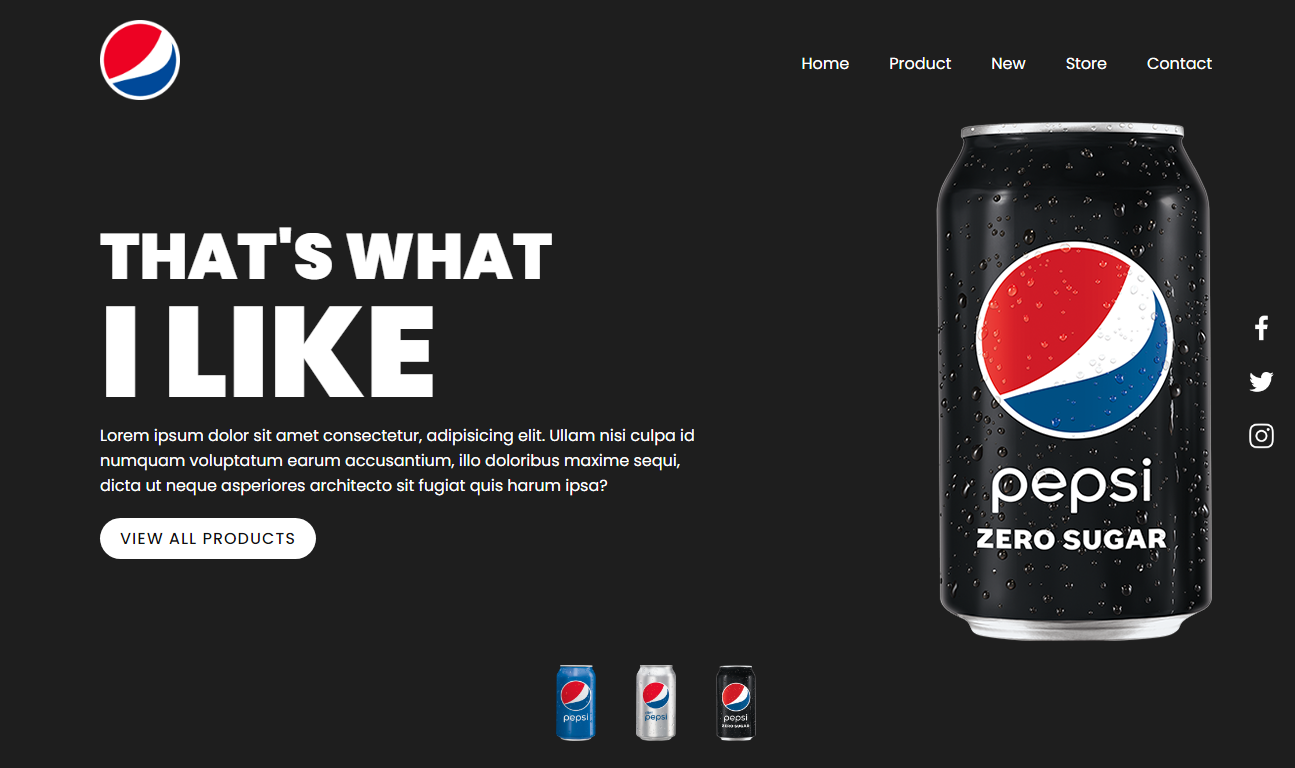 Home Product New Store Contact
THAT'S WHAT
I LIKE
Lorem ipsum dolor sit amet consectetur, adipisicing elit. Ullam nisi culpa id
numquam voluptatum earum accusantium, illo doloribus maxime sequi,
dicta ut neque asperiores architecto sit fugiat quis harum ipsa?
VIEW ALL PRODUCTS
pepsi
ZERO SUGAR
pepsi
pepsi
pepsi
ZERO SUGAR